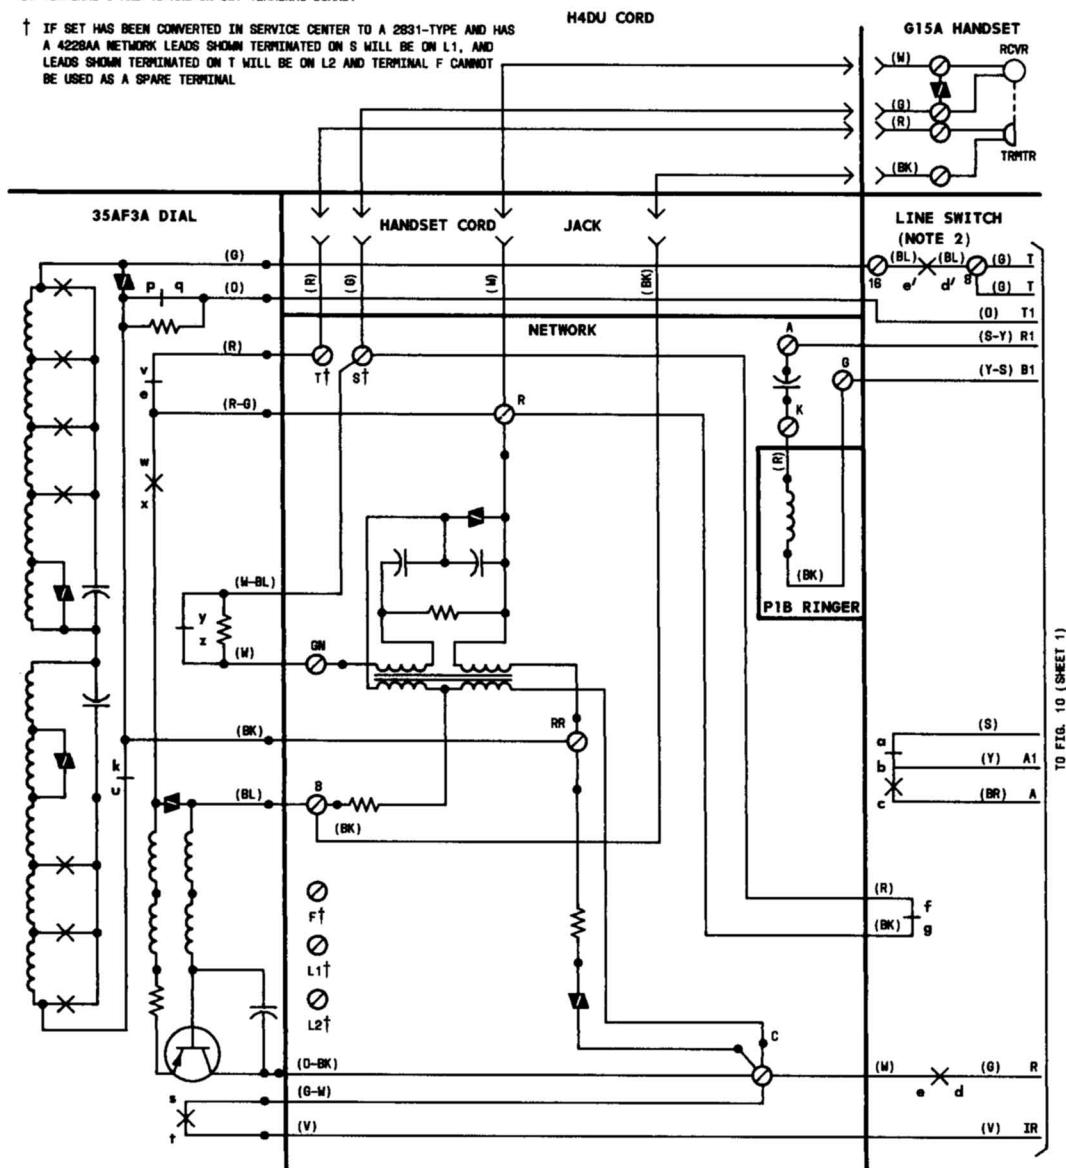 † IF SET HAS BEEN CONVERTED IN SERVICE CENTER TO A 2831-TYPE AND HAS
A 4228AA NETWORK LEADS SHOWN TERMINATED ON S WILL BE ON L1, AND
LEADS SHOWN TERMINATED ON T WILL BE ON L2 AND TERMINAL F CANNOT
BE USED AS A SPARE TERMINAL
H4DU CORD
G15A HANDSET
RCVR
(W)
(G)
(R)
TRMTR
(BK)
35AF3A DIAL
HANDSET CORD JACK
LINE SWITCH
(NOTE 2)
(G)
(R)
(G)
(W)
(BK)
(BL) (BL) (G) T
16 e' d' 8
(G) T
p q (O)
(O) T1
NETWORK
A
(S-Y) R1
(R)
T† S†
G
(Y-S) B1
v
e
(R-G)
R
K
w
x
(R)
(BK)
P1B RINGER
(W-BL)
y
z
(W)
GN
TO FIG. 10 (SHEET 1)
(BK)
RR
(S)
a
b
(Y) A1
c
(BR) A
k
u
(BL)
B
(BK)
F†
L1†
L2†
(R)
f
(BK)
g
C
(O-BK)
(W) (G) R
e d
s
(G-W)
t
(V)
(V) IR